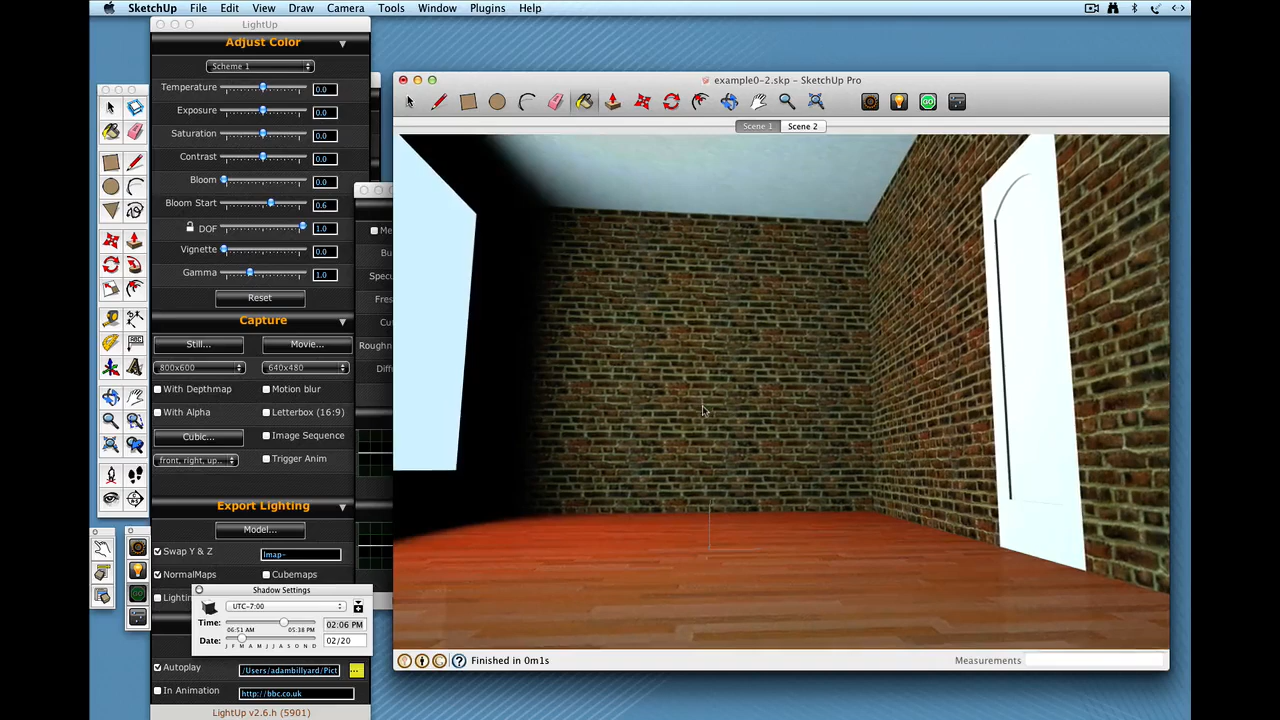 SketchUp File Edit View Draw Camera Tools Window Plugins Help
LightUp
Adjust Color
Scheme 1
Temperature 0.0
Exposure 0.0
Saturation 0.0
Contrast 0.0
Bloom 0.0
Bloom Start 0.6
DOF 1.0
Vignette 0.0
Gamma 1.0
Reset
Capture
Still... Movie...
800x600 640x480
With Depthmap Motion blur
With Alpha Letterbox (16:9)
Cubic... Image Sequence
front, right, up... Trigger Anim
Export Lighting
Model...
Swap Y & Z lmap-
NormalMaps Cubemaps
Shadow Settings
UTC-7:00
Time: 02:06 PM
06:51 AM 05:38 PM
Date: 02/20
J F M A M J J A S O N D
Autoplay /Users/adambillyard/Pict ...
In Animation http://bbc.co.uk
LightUp v2.6.h (5901)
example0-2.skp - SketchUp Pro
GO
Scene 1 Scene 2
Finished in 0m1s
Measurements